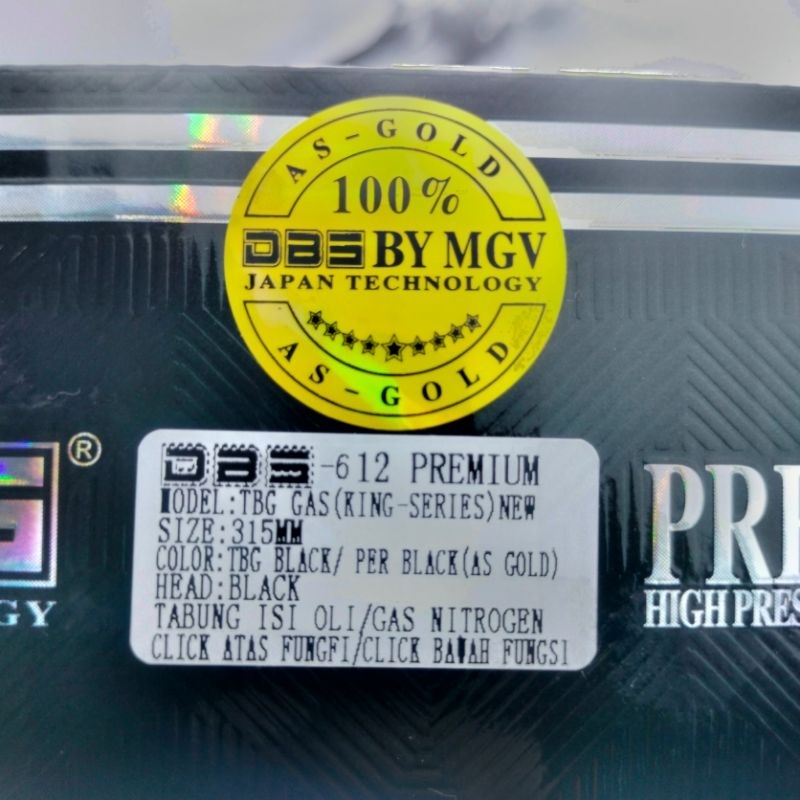 AS-GOLD
100%
DBS BY MGV
JAPAN TECHNOLOGY
AS-GOLD
®
DBS-612 PREMIUM
MODEL:TBG GAS(KING-SERIES)NEW
SIZE:315MM
COLOR:TBG BLACK/ PER BLACK(AS GOLD)
HEAD:BLACK
TABUNG ISI OLI/GAS NITROGEN
CLICK ATAS FUNGFI/CLICK BAWAH FUNGSI
GY
PRE
HIGH PRES